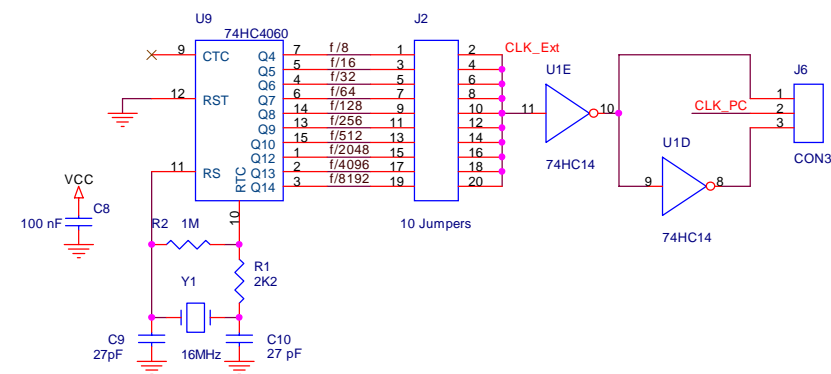 U9
74HC4060
J2
9 CTC Q4 7 f/8 1 2 CLK_Ext
Q5 5 f/16 3 4
Q6 4 f/32 5 6
12 RST Q7 6 f/64 7 8
Q8 14 f/128 9 10
Q9 13 f/256 11 12
Q10 15 f/512 13 14
Q12 1 f/2048 15 16
11 RS Q13 2 f/4096 17 18
Q14 3 f/8192 19 20
RTC
10
10 Jumpers
U1E
11 10
74HC14
U1D
9 8
74HC14
J6
1
CLK_PC 2
3
CON3
VCC
C8
100 nF
R2 1M
R1
2K2
Y1
16MHz
C9
27pF
C10
27 pF